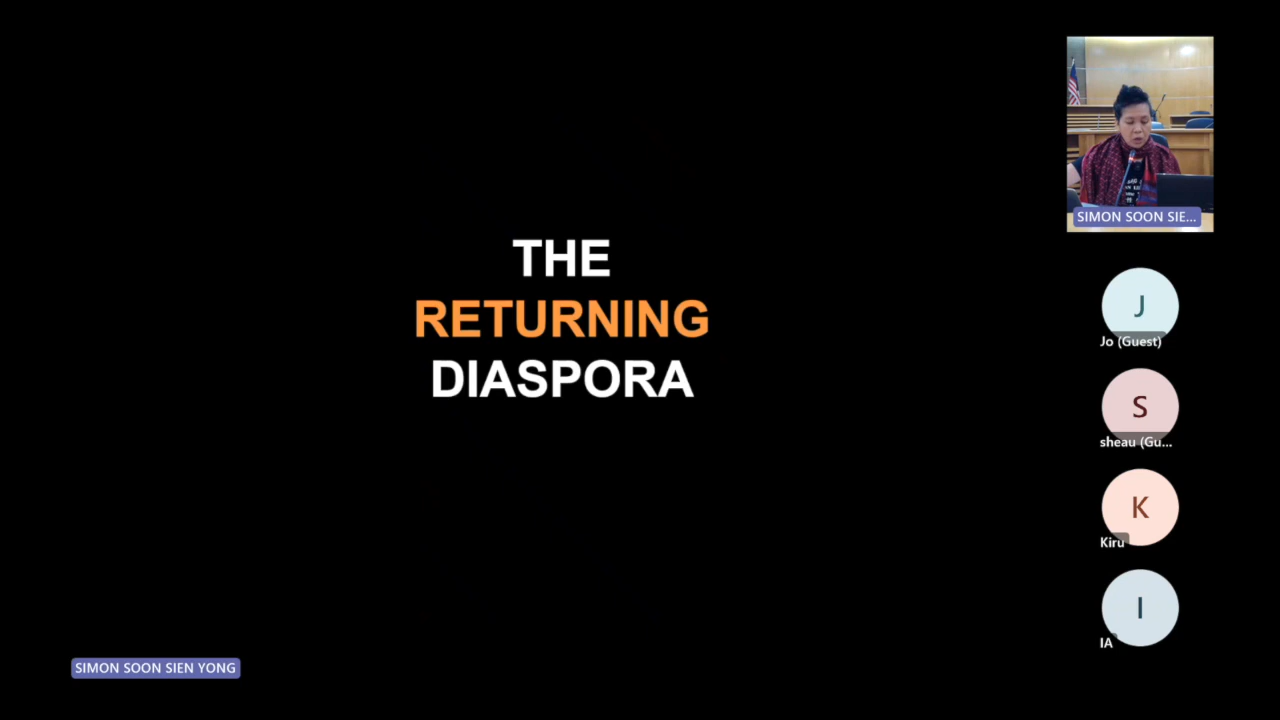 THE
RETURNING
DIASPORA
SIMON SOON SIEN YONG
SIMON SOON SIE...
J
Jo (Guest)
S
sheau (Gu...
K
Kiru
I
IA